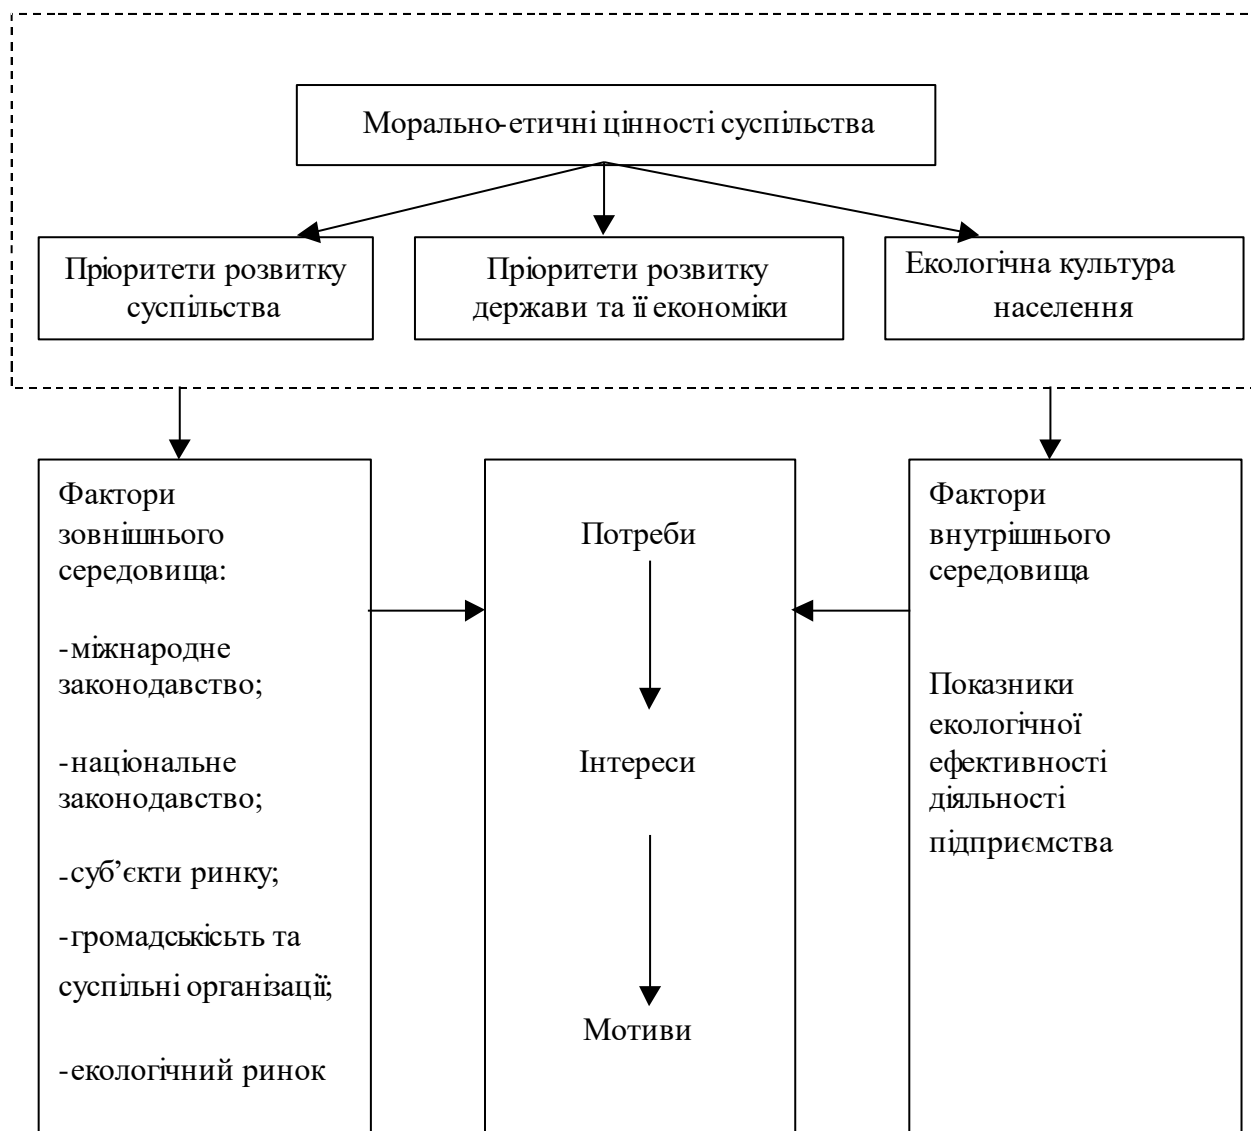 Морально-етичні цінності суспільства
Пріоритети розвитку
суспільства
Пріоритети розвитку
держави та її економіки
Екологічна культура
населення
Фактори
зовнішнього
середовища:
-міжнародне
законодавство;
-національне
законодавство;
-суб’єкти ринку;
-громадськісьть та
суспільні організації;
-екологічний ринок
Потреби
Інтереси
Мотиви
Фактори
внутрішнього
середовища
Показники
екологічної
ефективності
діяльності
підприємства